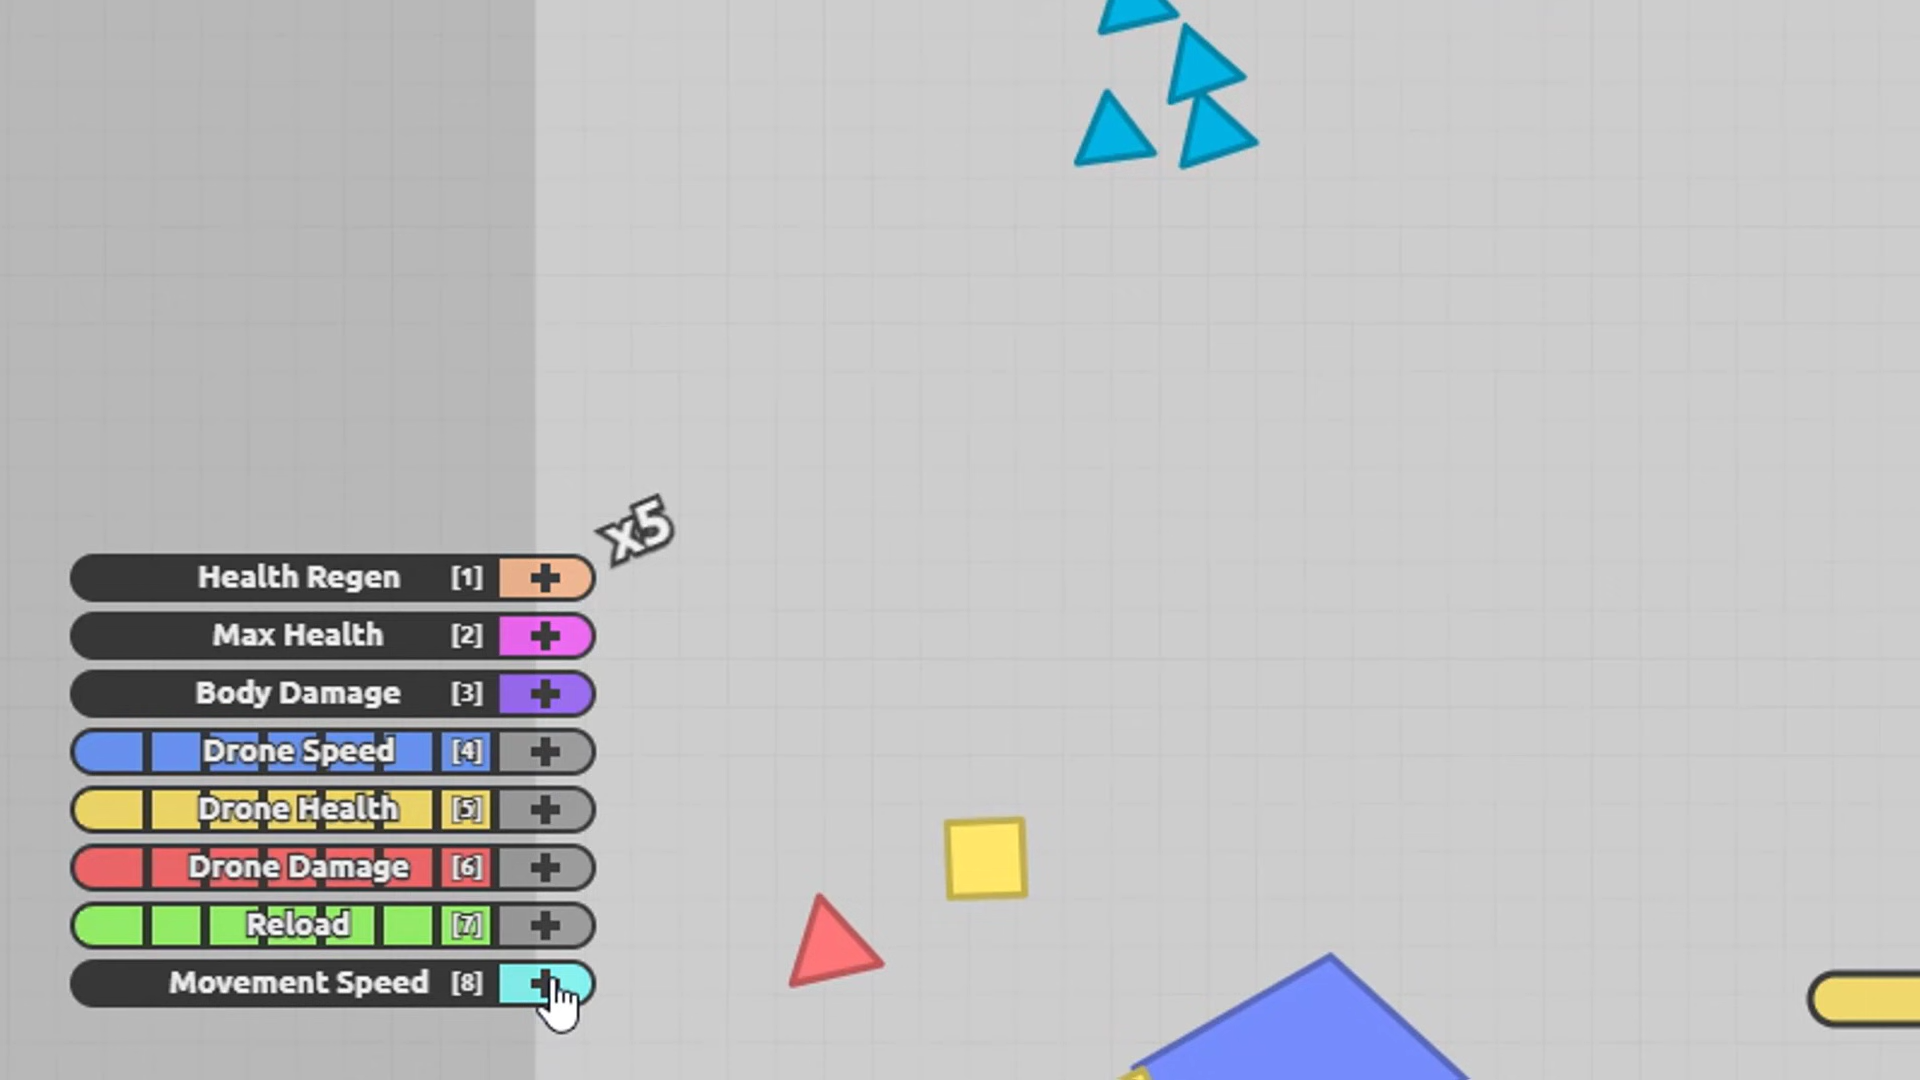 x5
Health Regen [1]
Max Health [2]
Body Damage [3]
Drone Speed [4]
Drone Health [5]
Drone Damage [6]
Reload [7]
Movement Speed [8]